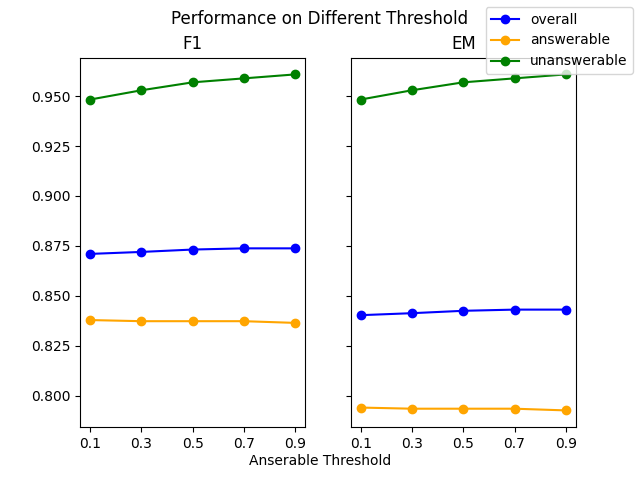 Performance on Different Threshold
F1
EM
overall
answerable
unanswerable
0.950
0.925
0.900
0.875
0.850
0.825
0.800
0.1 0.3 0.5 0.7 0.9
0.1 0.3 0.5 0.7 0.9
Anserable Threshold